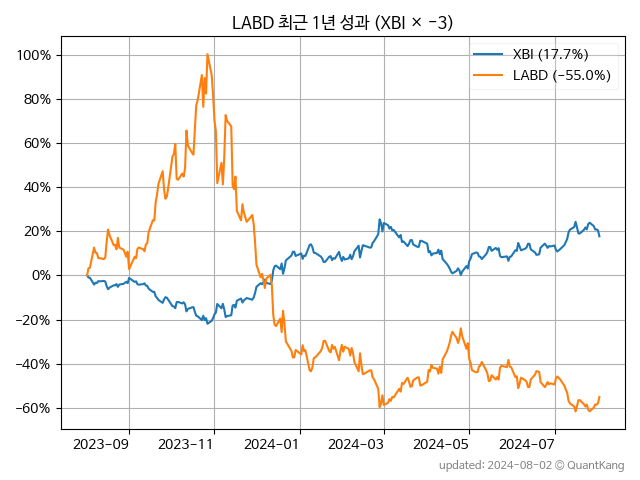 LABD 최근 1년 성과 (XBI × −3)
XBI (17.7%)
LABD (−55.0%)
100%
80%
60%
40%
20%
0%
−20%
−40%
−60%
2023-09 2023-11 2024-01 2024-03 2024-05 2024-07
updated: 2024-08-02 © QuantKang